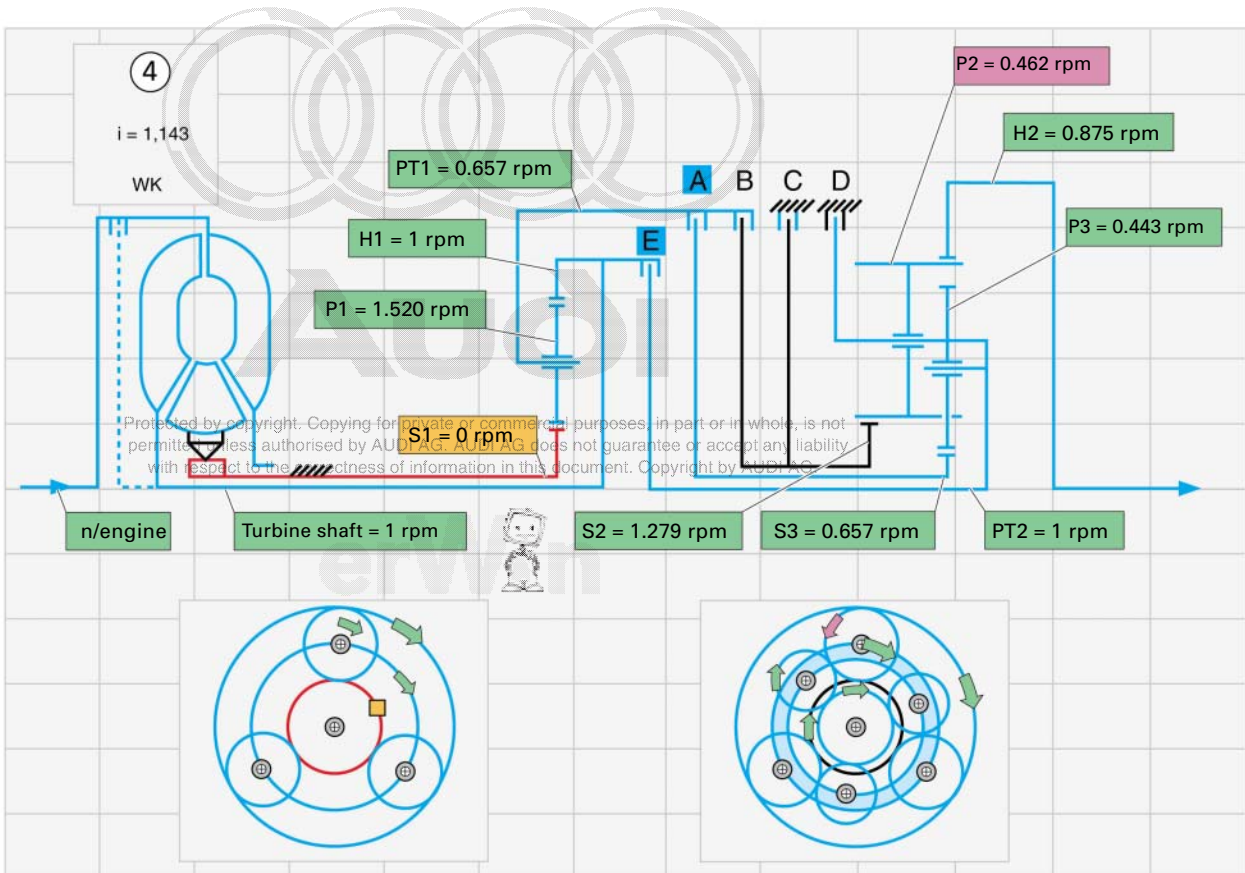 4
i = 1,143
WK
P2 = 0.462 rpm
H2 = 0.875 rpm
PT1 = 0.657 rpm
A
B
C
D
P3 = 0.443 rpm
H1 = 1 rpm
E
P1 = 1.520 rpm
Audi
S1 = 0 rpm
Protected by copyright. Copying for private or commercial purposes, in part or in whole, is not
permitted unless authorised by AUDI AG. AUDI AG does not guarantee or accept any liability
with respect to the correctness of information in this document. Copyright by AUDI AG.
n/engine
Turbine shaft = 1 rpm
S2 = 1.279 rpm
S3 = 0.657 rpm
PT2 = 1 rpm
erWin